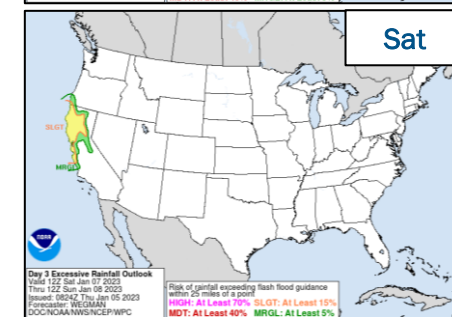 Sat
SLGT
MRGL
NOAA
Day 3 Excessive Rainfall Outlook
Valid 12Z Sat Jan 07 2023
Thru 12Z Sun Jan 08 2023
Issued: 0824Z Thu Jan 05 2023
Forecaster: WEGMAN
DOC/NOAA/NWS/NCEP/WPC
Risk of rainfall exceeding flash flood guidance
within 25 miles of a point
HIGH: At Least 70% SLGT: At Least 15%
MDT: At Least 40% MRGL: At Least 5%